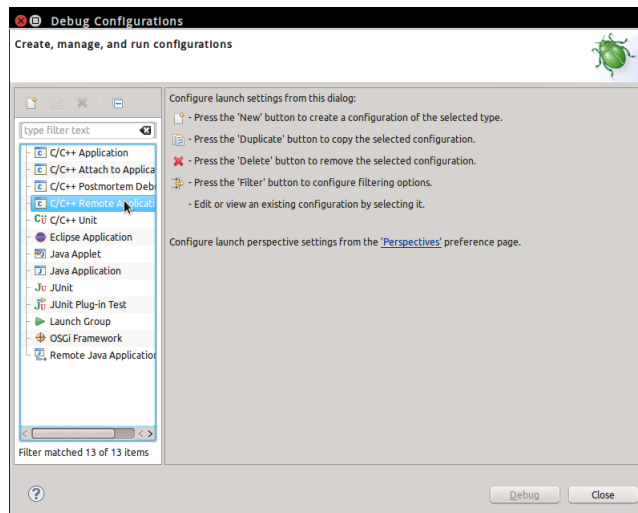 Debug Configurations
Create, manage, and run configurations
type filter text
C/C++ Application
C/C++ Attach to Applica
C/C++ Postmortem Deb
C/C++ Remote Applicati
C/C++ Unit
Eclipse Application
Java Applet
Java Application
JUnit
JUnit Plug-in Test
Launch Group
OSGi Framework
Remote Java Application
Filter matched 13 of 13 items
Configure launch settings from this dialog:
- Press the 'New' button to create a configuration of the selected type.
- Press the 'Duplicate' button to copy the selected configuration.
- Press the 'Delete' button to remove the selected configuration.
- Press the 'Filter' button to configure filtering options.
- Edit or view an existing configuration by selecting it.
Configure launch perspective settings from the 'Perspectives' preference page.
?
Debug
Close